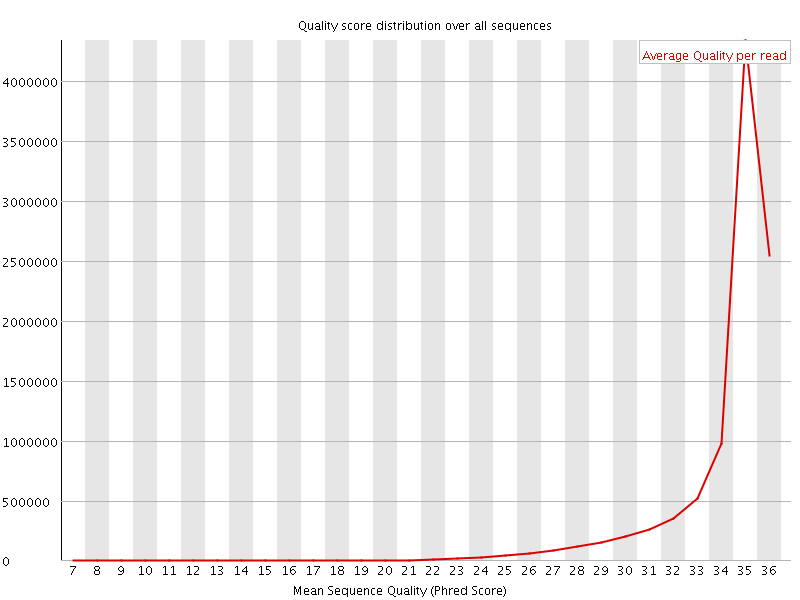 Quality score distribution over all sequences
Average Quality per read
4000000
3500000
3000000
2500000
2000000
1500000
1000000
500000
0
7 8 9 10 11 12 13 14 15 16 17 18 19 20 21 22 23 24 25 26 27 28 29 30 31 32 33 34 35 36
Mean Sequence Quality (Phred Score)